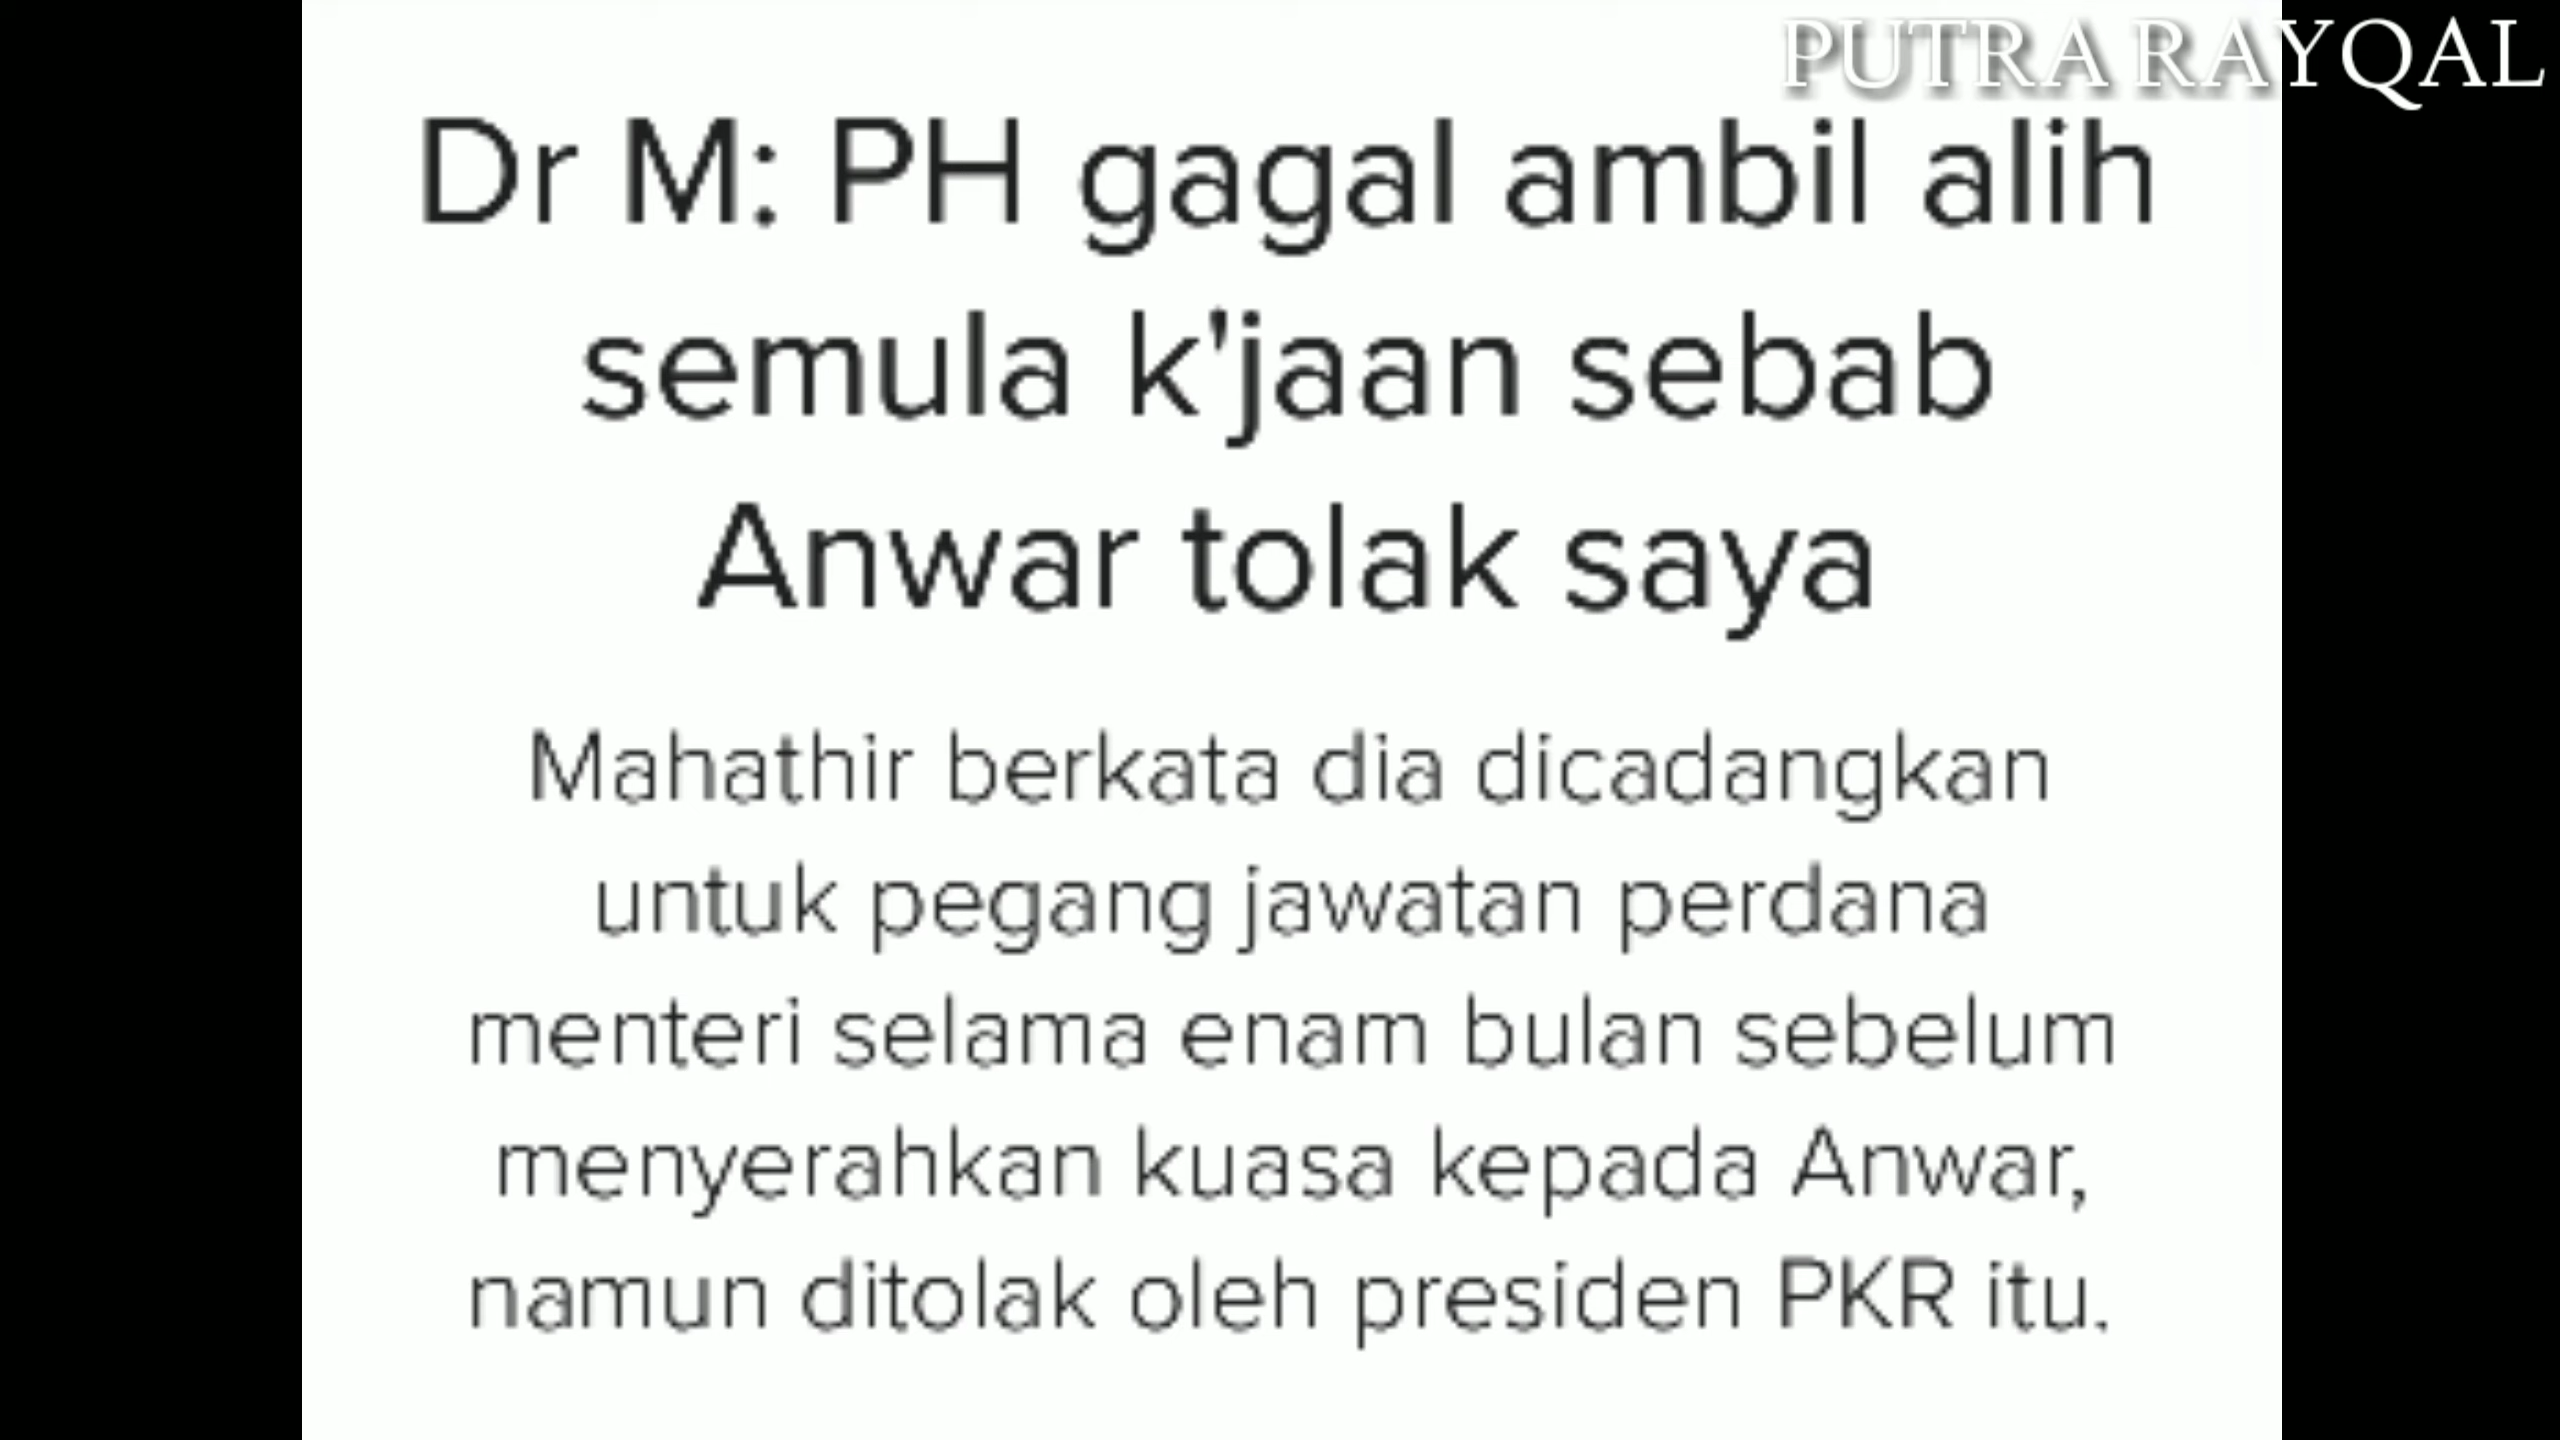 PUTRA RAYQAL
Dr M: PH gagal ambil alih
semula k'jaan sebab
Anwar tolak saya
Mahathir berkata dia dicadangkan
untuk pegang jawatan perdana
menteri selama enam bulan sebelum
menyerahkan kuasa kepada Anwar,
namun ditolak oleh presiden PKR itu.